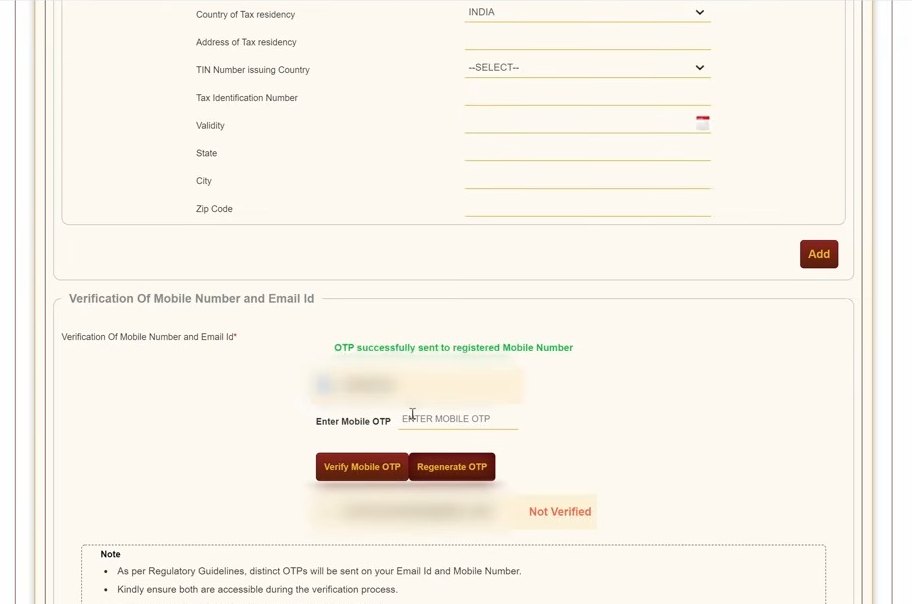 Country of Tax residency INDIA
Address of Tax residency
TIN Number issuing Country --SELECT--
Tax Identification Number
Validity
State
City
Zip Code
Add
Verification Of Mobile Number and Email Id
Verification Of Mobile Number and Email Id*
OTP successfully sent to registered Mobile Number
Enter Mobile OTP ENTER MOBILE OTP
Verify Mobile OTP Regenerate OTP
Not Verified
Note
• As per Regulatory Guidelines, distinct OTPs will be sent on your Email Id and Mobile Number.
• Kindly ensure both are accessible during the verification process.